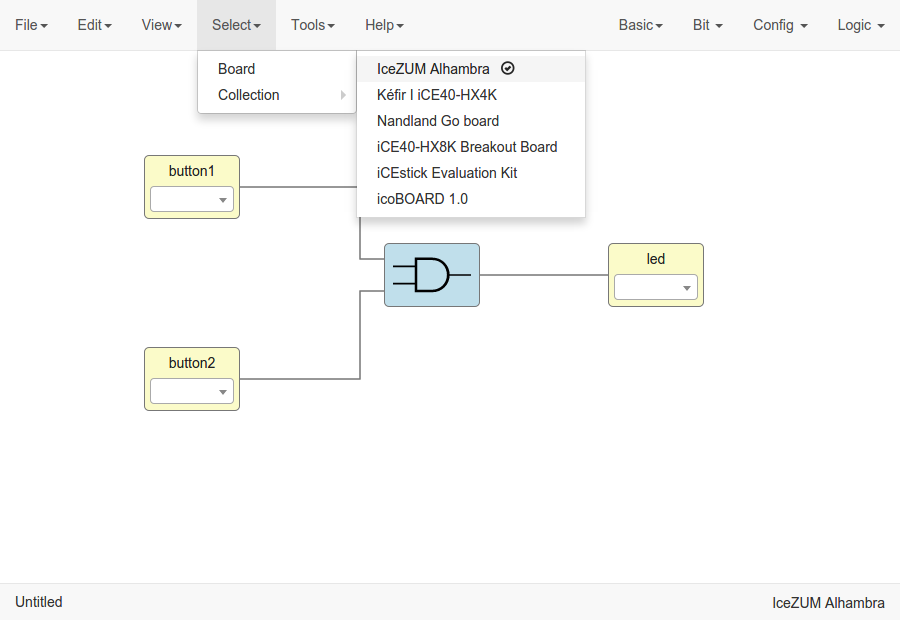 File Edit View Select Tools Help Basic Bit Config Logic
Board
Collection
IceZUM Alhambra
Kéfir I iCE40-HX4K
Nandland Go board
iCE40-HX8K Breakout Board
iCEstick Evaluation Kit
icoBOARD 1.0
button1
led
button2
Untitled
IceZUM Alhambra